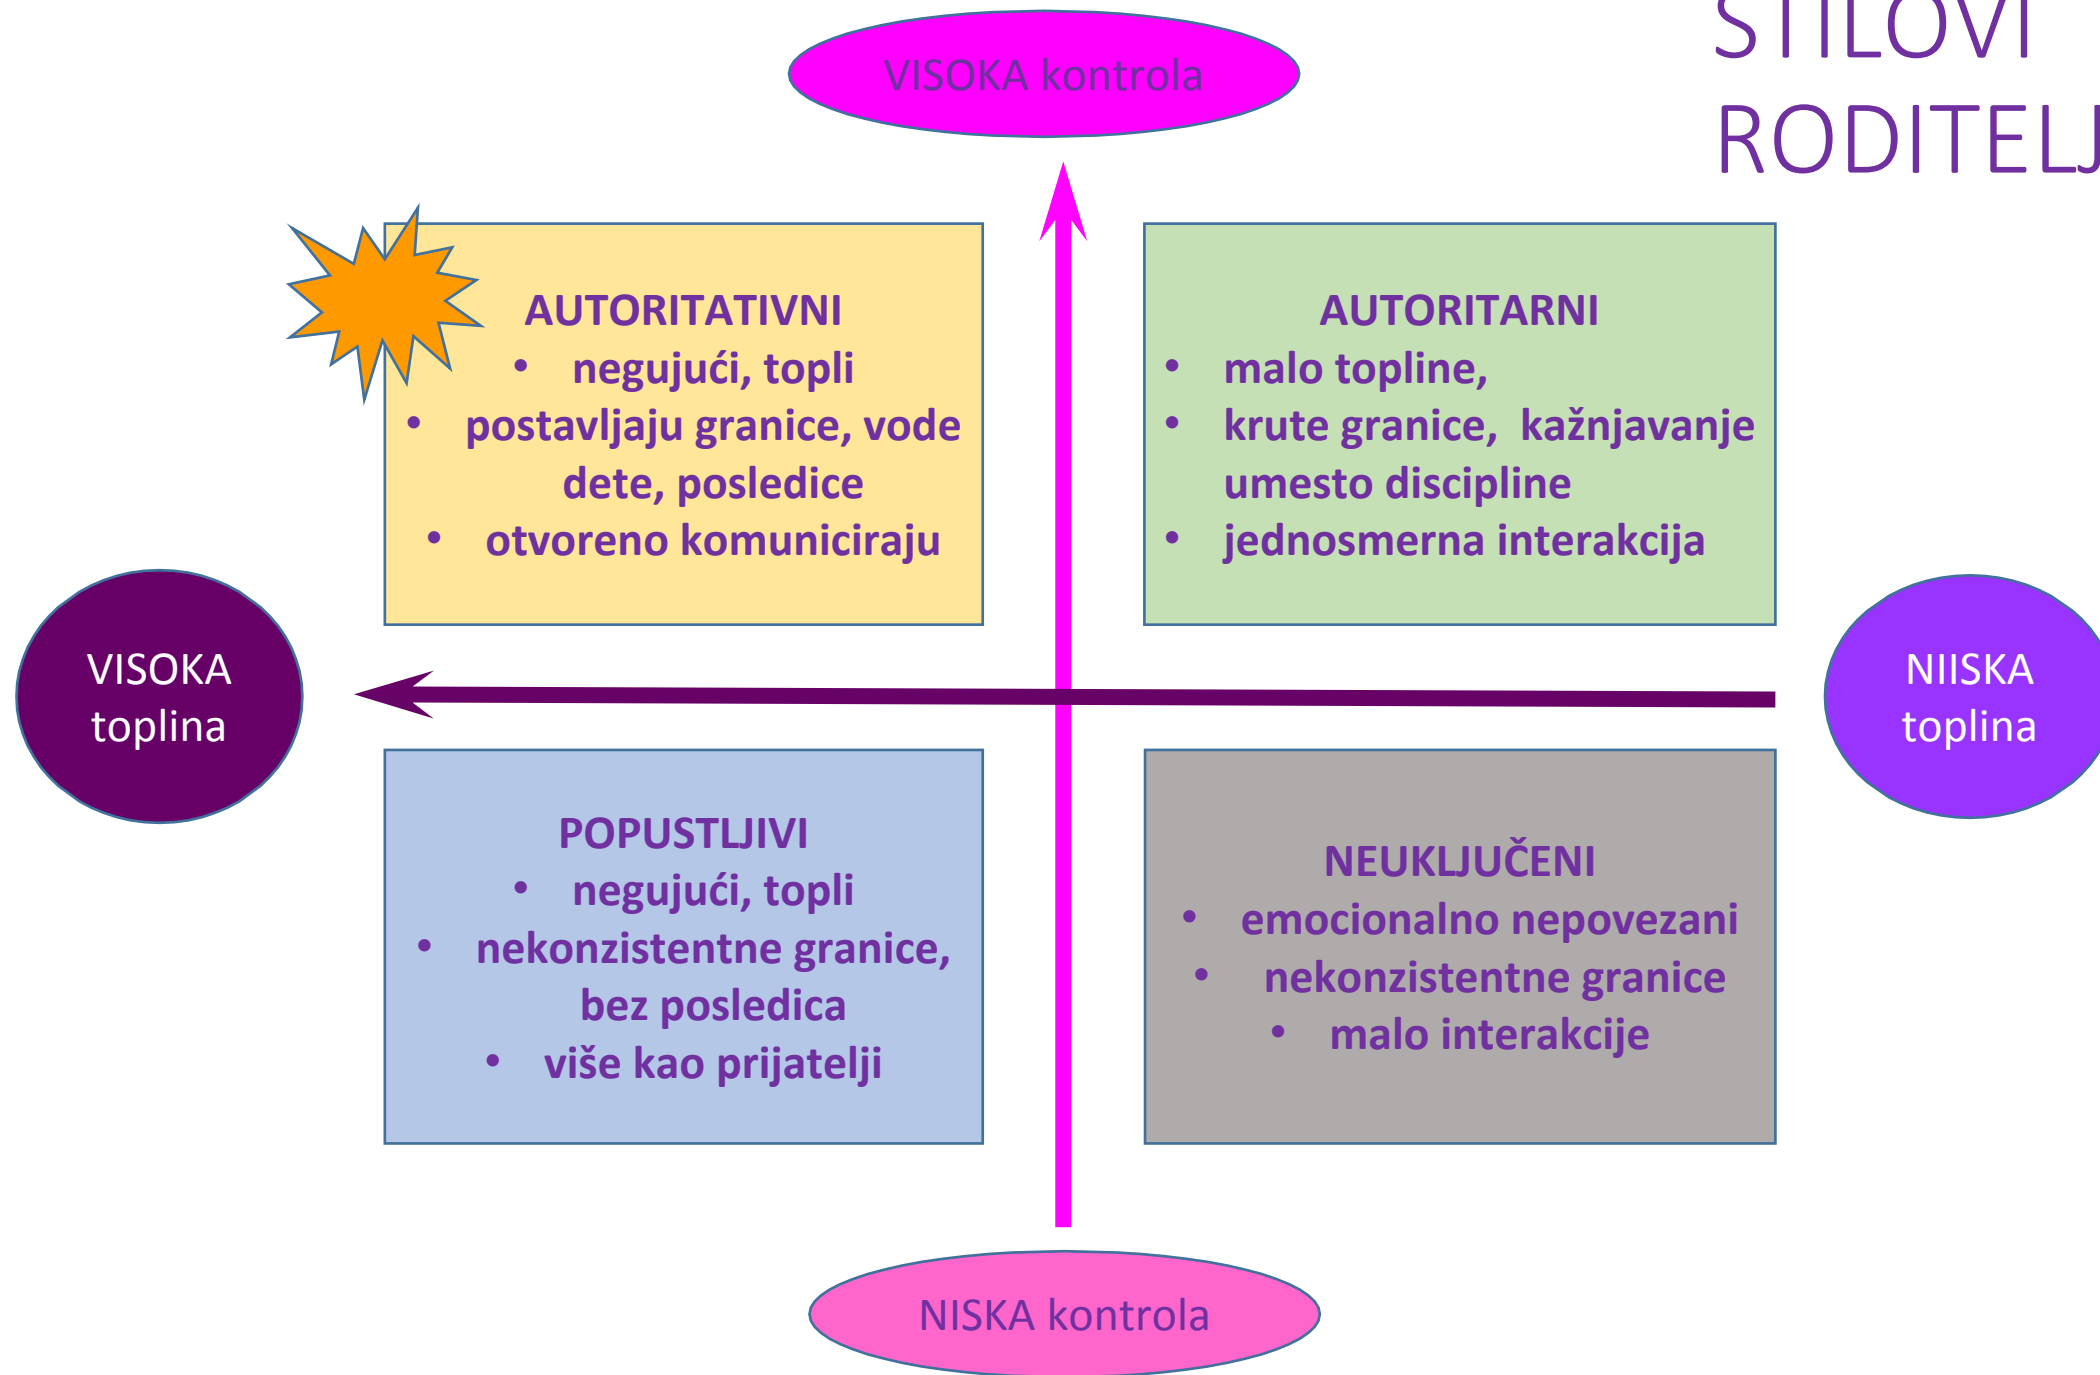 STILOVI
RODITELJ
VISOKA kontrola
AUTORITATIVNI
• negujući, topli
• postavljaju granice, vode
dete, posledice
• otvoreno komuniciraju
AUTORITARNI
• malo topline,
• krute granice, kažnjavanje
umesto discipline
• jednosmerna interakcija
VISOKA
toplina
NIISKA
toplina
POPUSTLJIVI
• negujući, topli
• nekonzistentne granice,
bez posledica
• više kao prijatelji
NEUKLJUČENI
• emocionalno nepovezani
• nekonzistentne granice
• malo interakcije
NISKA kontrola